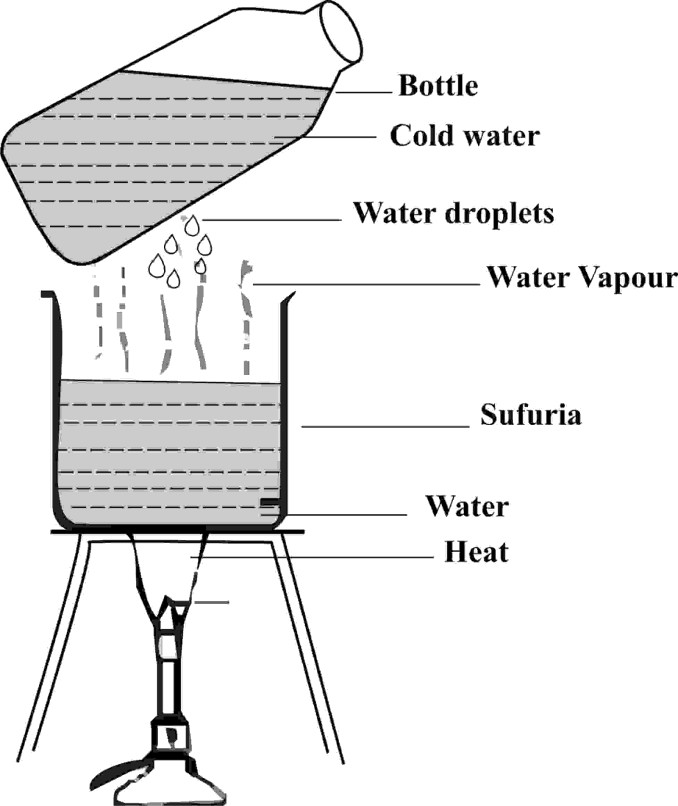 Bottle
Cold water
Water droplets
Water Vapour
Sufuria
Water
Heat